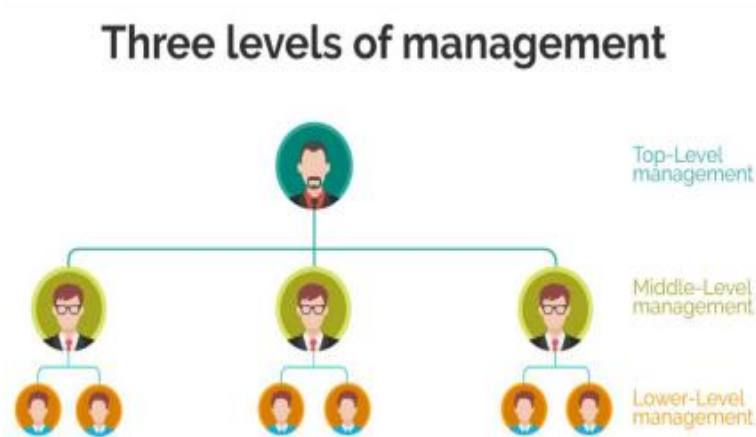 Three levels of management
Top-Level
management
Middle-Level
management
Lower-Level
management